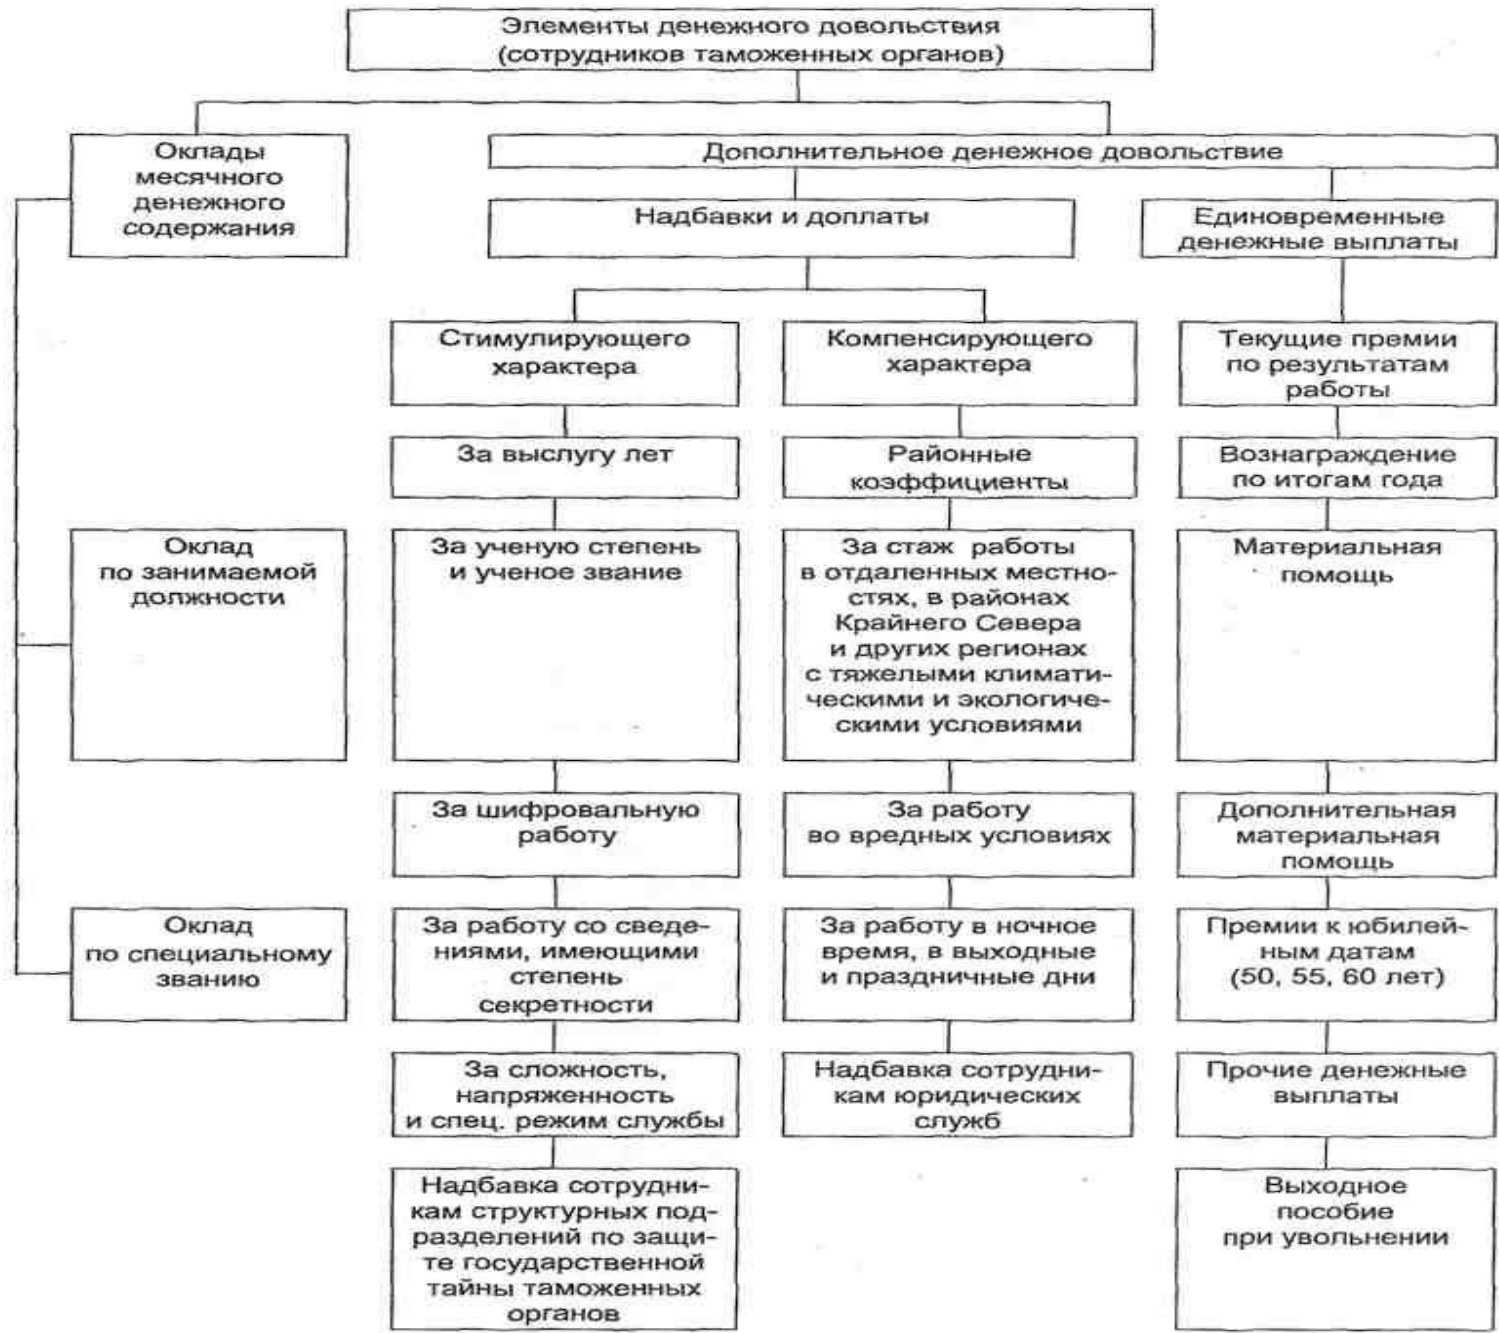 Элементы денежного довольствия
(сотрудников таможенных органов)
Оклады
месячного
денежного
содержания
Дополнительное денежное довольствие
Надбавки и доплаты
Единовременные
денежные выплаты
Стимулирующего
характера
Компенсирующего
характера
Текущие премии
по результатам
работы
За выслугу лет
Районные
коэффициенты
Вознаграждение
по итогам года
Оклад
по занимаемой
должности
За ученую степень
и ученое звание
За стаж работы
в отдаленных местно-
стях, в районах
Крайнего Севера
и других регионах
с тяжелыми климати-
ческими и экологиче-
скими условиями
Материальная
помощь
За шифровальную
работу
За работу
во вредных условиях
Дополнительная
материальная
помощь
Оклад
по специальному
званию
За работу со сведе-
ниями, имеющими
степень
секретности
За работу в ночное
время, в выходные
и праздничные дни
Премии к юбилей-
ным датам
(50, 55, 60 лет)
За сложность,
напряженность
и спец. режим службы
Надбавка сотрудни-
кам юридических
служб
Прочие денежные
выплаты
Надбавка сотрудни-
кам структурных под-
разделений по защи-
те государственной
тайны таможенных
органов
Выходное
пособие
при увольнении